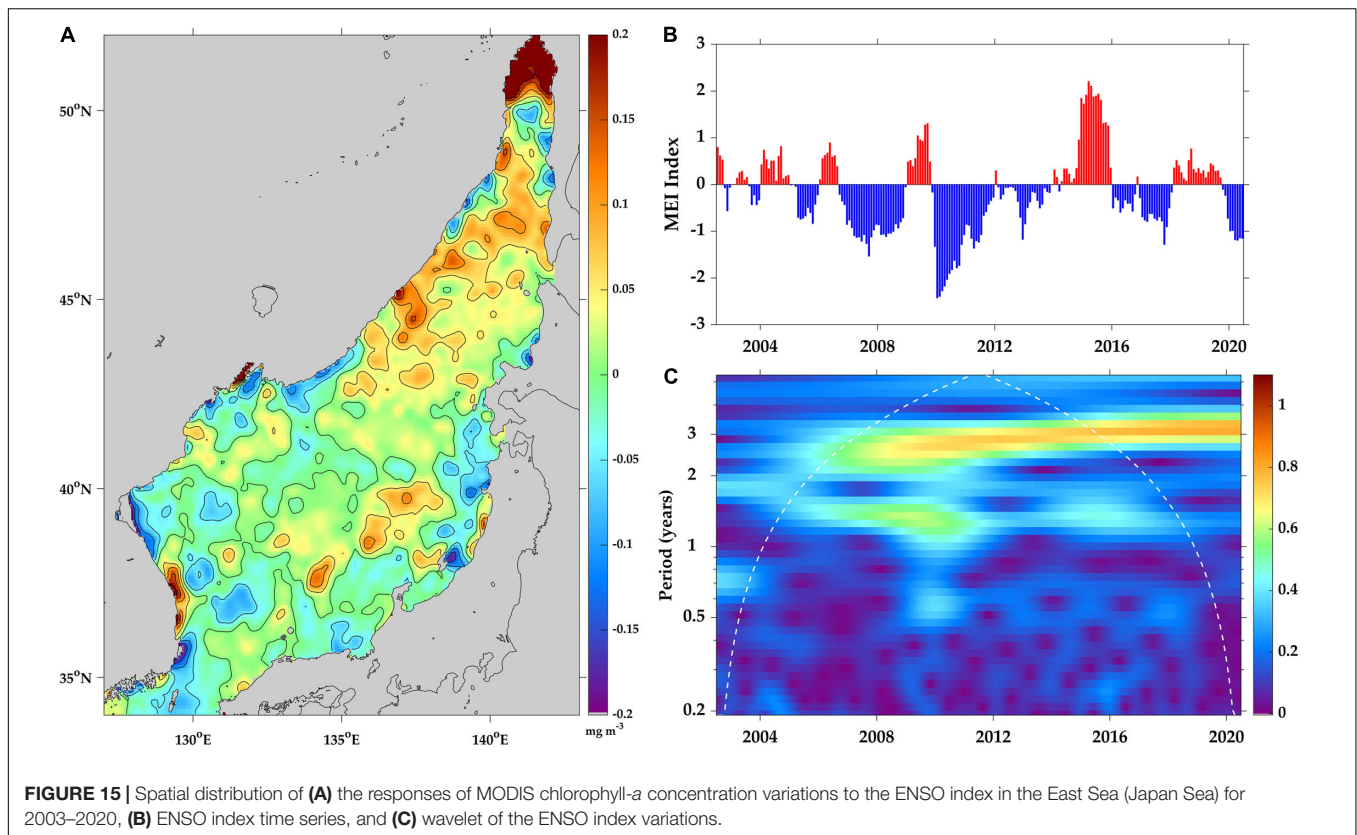 A
50°N
45°N
40°N
35°N
130°E
135°E
140°E
0.2
0.15
0.1
0.05
0
-0.05
-0.1
-0.15
-0.2
mg m-3
B
MEI Index
3
2
1
0
-1
-2
-3
2004
2008
2012
2016
2020
C
Period (years)
3
2
1
0.5
0.2
2004
2008
2012
2016
2020
1
0.8
0.6
0.4
0.2
0
FIGURE 15 | Spatial distribution of (A) the responses of MODIS chlorophyll-a concentration variations to the ENSO index in the East Sea (Japan Sea) for
2003–2020, (B) ENSO index time series, and (C) wavelet of the ENSO index variations.